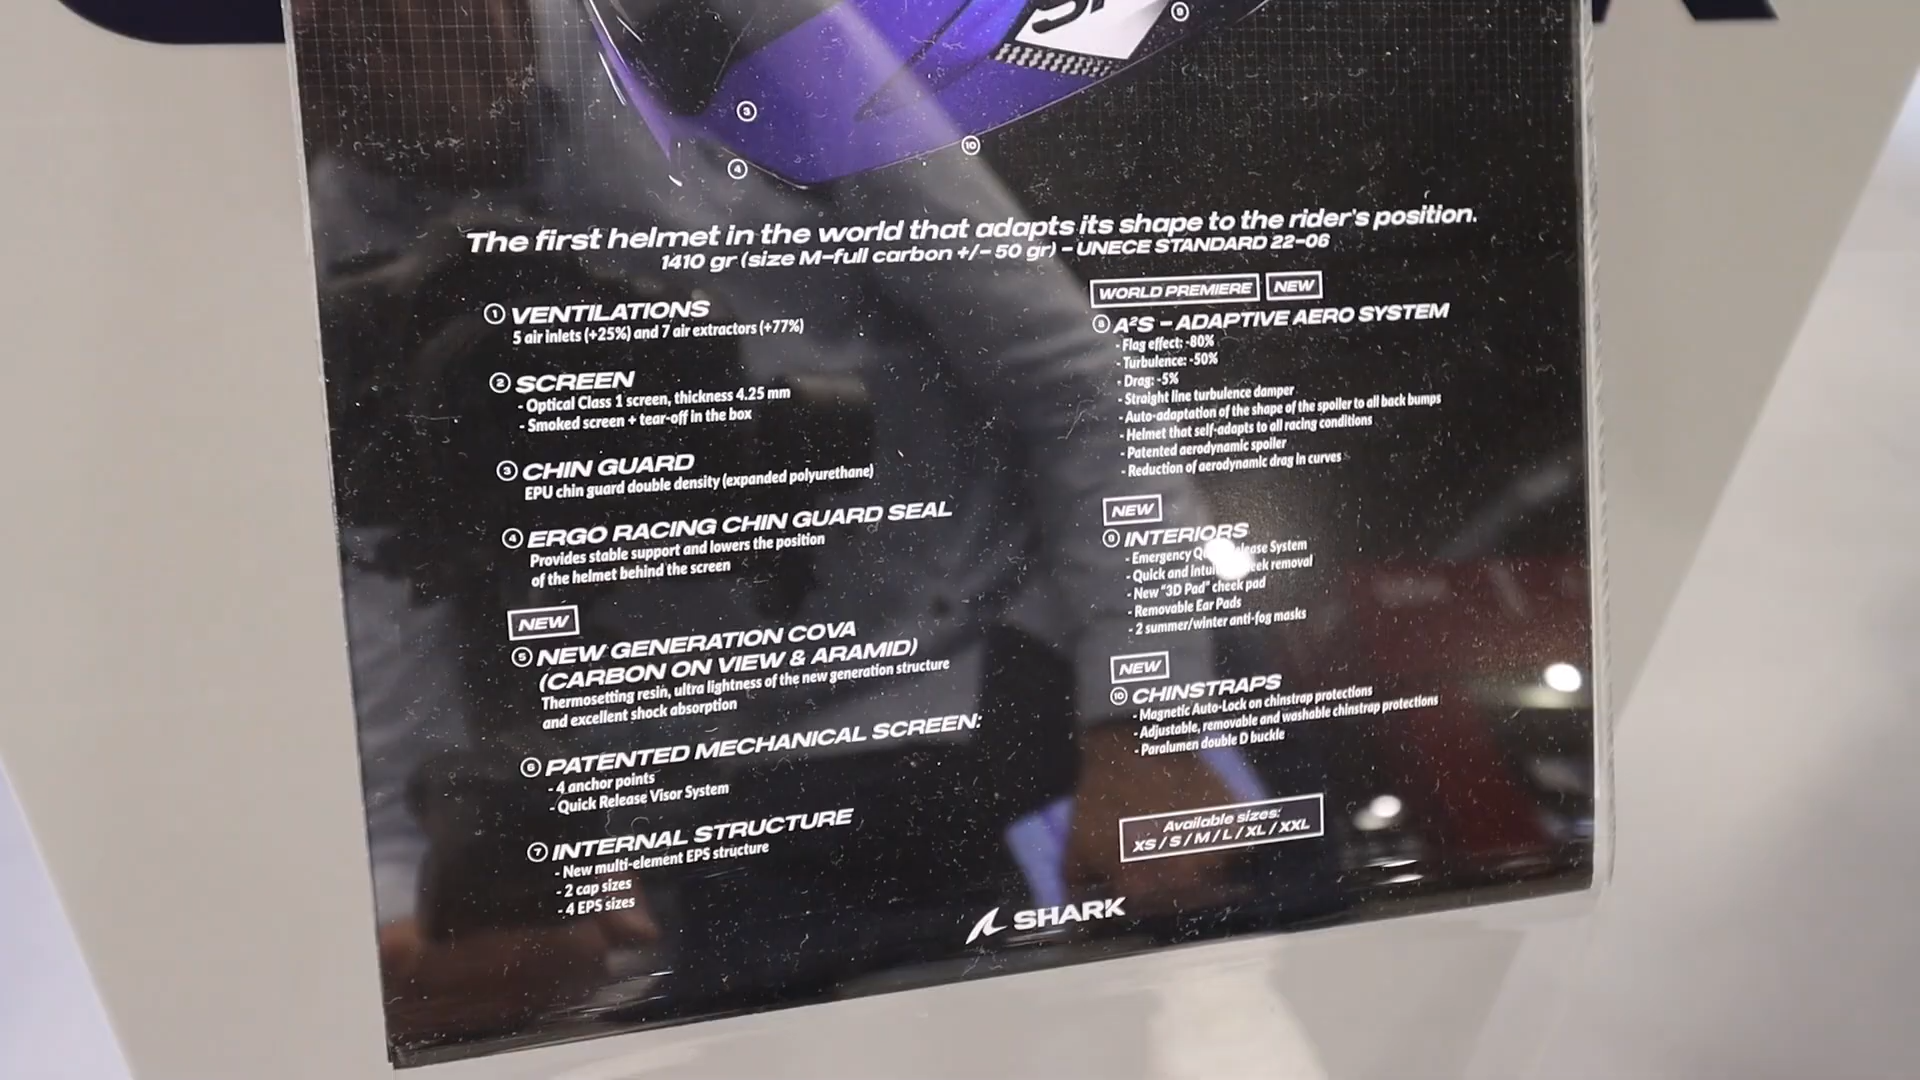 ③
④
⑨
⑩
The first helmet in the world that adapts its shape to the rider's position.
1410 gr (size M-full carbon +/- 50 gr) - UNECE STANDARD 22-06
① VENTILATIONS
5 air inlets (+25%) and 7 air extractors (+77%)
② SCREEN
- Optical Class 1 screen, thickness 4.25 mm
- Smoked screen + tear-off in the box
③ CHIN GUARD
EPU chin guard double density (expanded polyurethane)
④ ERGO RACING CHIN GUARD SEAL
Provides stable support and lowers the position
of the helmet behind the screen
NEW
⑤ NEW GENERATION COVA
(CARBON ON VIEW & ARAMID)
Thermosetting resin, ultra lightness of the new generation structure
and excellent shock absorption
⑥ PATENTED MECHANICAL SCREEN:
- 4 anchor points
- Quick Release Visor System
⑦ INTERNAL STRUCTURE
- New multi-element EPS structure
- 2 cap sizes
- 4 EPS sizes
WORLD PREMIERE NEW
⑧ A²S - ADAPTIVE AERO SYSTEM
- Flag effect: -80%
- Turbulence: -50%
- Drag: -5%
- Straight line turbulence damper
- Auto-adaptation of the shape of the spoiler to all back bumps
- Helmet that self-adapts to all racing conditions
- Patented aerodynamic spoiler
- Reduction of aerodynamic drag in curves
NEW
⑨ INTERIORS
- Emergency System
- Quick and removal
- New "3D Pad" cheek pad
- Removable Ear Pads
- 2 summer/winter anti-fog masks
NEW
⑩ CHINSTRAPS
- Magnetic Auto-Lock on chinstrap protections
- Adjustable, removable and washable chinstrap protections
- Paralumen double D buckle
Available sizes:
XS / S / M / L / XL / XXL
SHARK